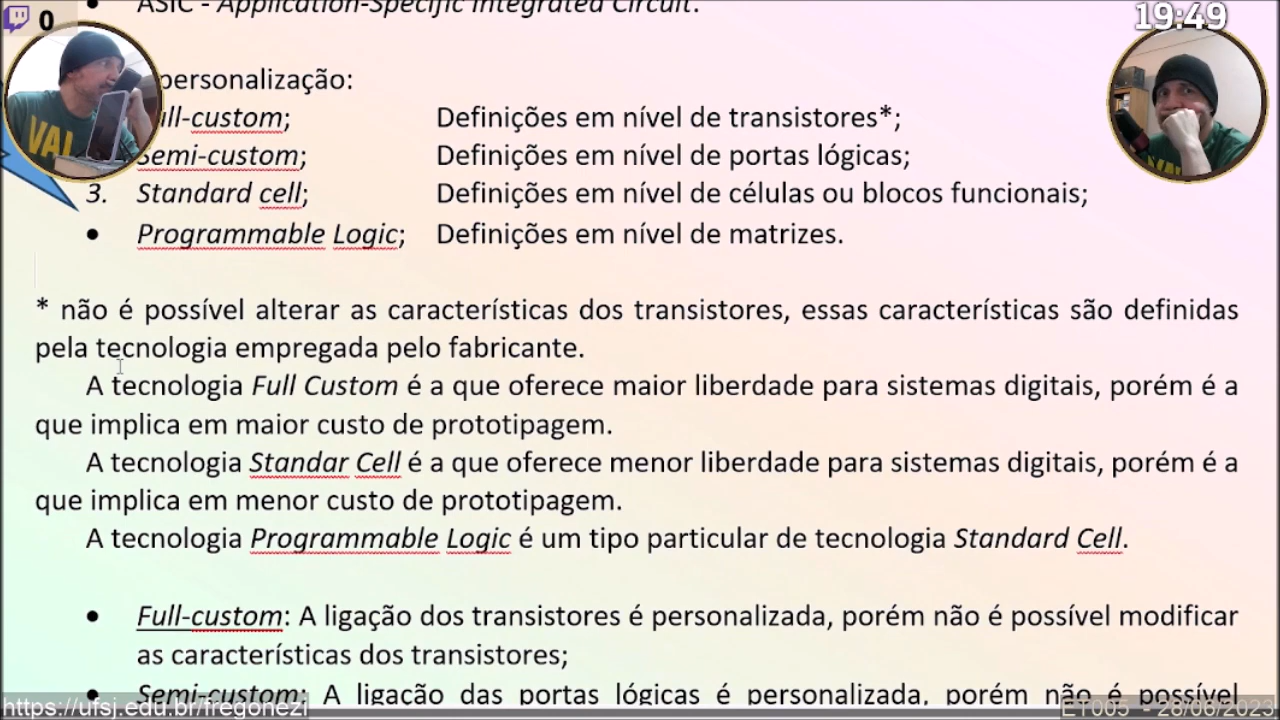 ASIC - Application-Specific Integrated Circuit.
0
19:49
personalização:
ull-custom; Definições em nível de transistores*;
Semi-custom; Definições em nível de portas lógicas;
3. Standard cell; Definições em nível de células ou blocos funcionais;
• Programmable Logic; Definições em nível de matrizes.
* não é possível alterar as características dos transistores, essas características são definidas
pela tecnologia empregada pelo fabricante.
A tecnologia Full Custom é a que oferece maior liberdade para sistemas digitais, porém é a
que implica em maior custo de prototipagem.
A tecnologia Standar Cell é a que oferece menor liberdade para sistemas digitais, porém é a
que implica em menor custo de prototipagem.
A tecnologia Programmable Logic é um tipo particular de tecnologia Standard Cell.
• Full-custom: A ligação dos transistores é personalizada, porém não é possível modificar
as características dos transistores;
• Semi-custom: A ligação das portas lógicas é personalizada, porém não é possível
https://ufsj.edu.br/fregonezi
ET005 - 28/06/2023
VAL